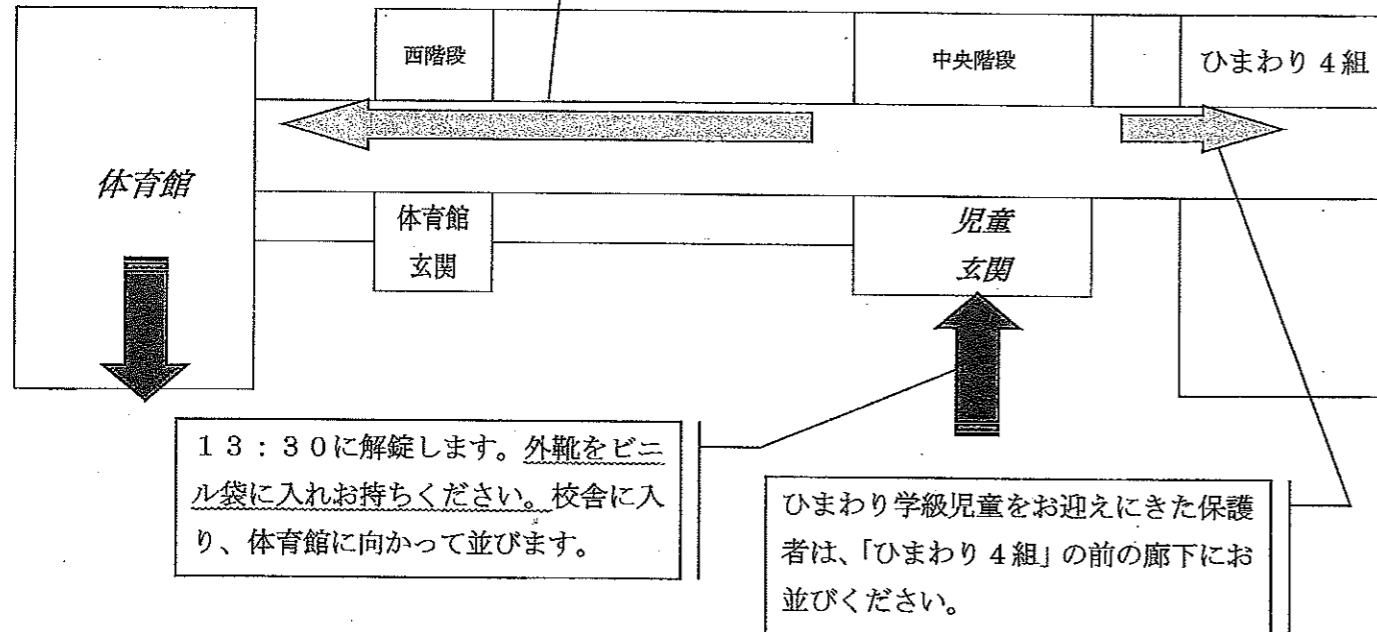 西階段
中央階段
ひまわり4組
体育館
体育館
玄関
児童
玄関
13:30に解錠します。外靴をビニ
ル袋に入れお持ちください。校舎に入
り、体育館に向かって並びます。
ひまわり学級児童をお迎えにきた保護
者は、「ひまわり4組」の前の廊下にお
並びください。